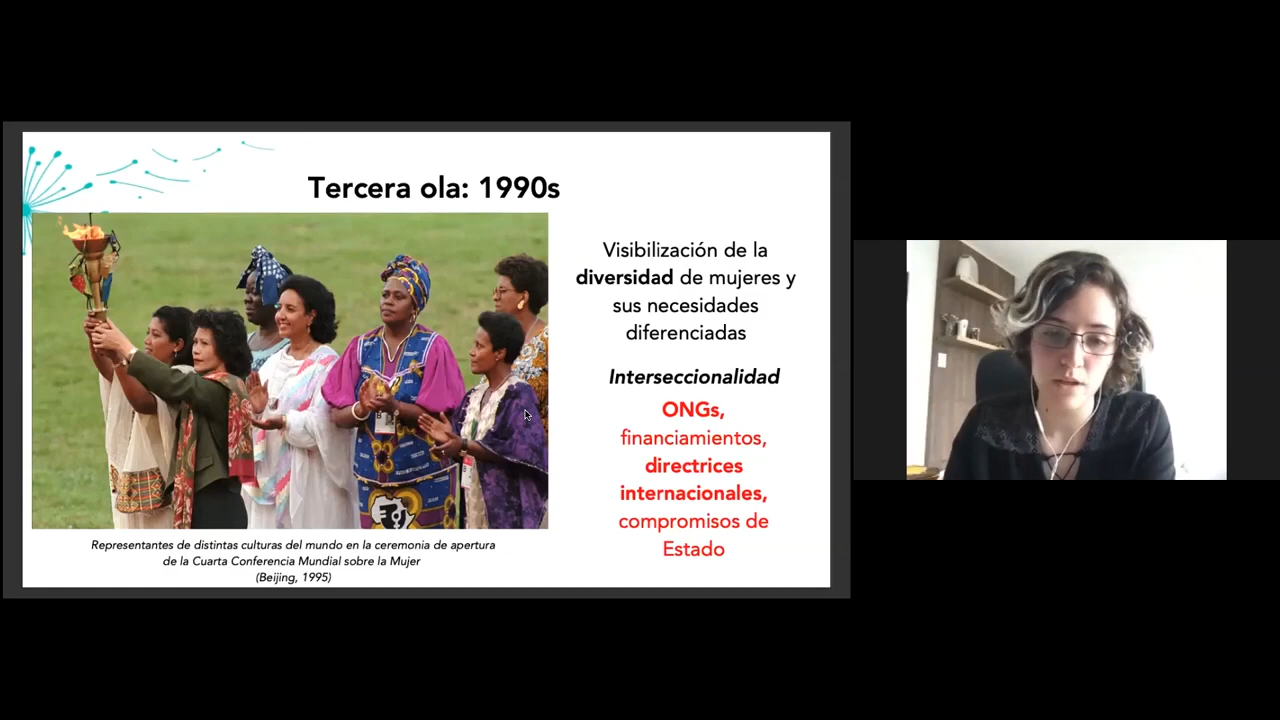 Tercera ola: 1990s
Visibilización de la
diversidad de mujeres y
sus necesidades
diferenciadas
Interseccionalidad
ONGs,
financiamientos,
directrices
internacionales,
compromisos de
Estado
Representantes de distintas culturas del mundo en la ceremonia de apertura
de la Cuarta Conferencia Mundial sobre la Mujer
(Beijing, 1995)